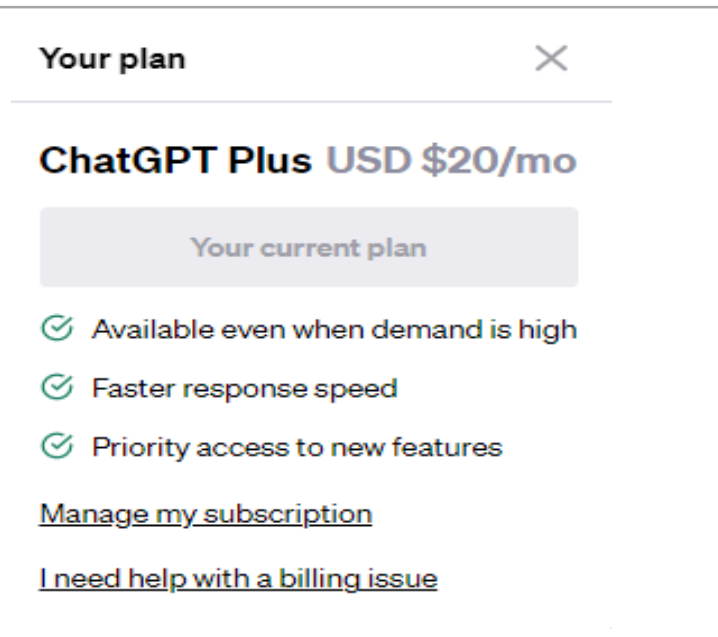 Your plan
ChatGPT Plus USD $20/mo
Your current plan
Available even when demand is high
Faster response speed
Priority access to new features
Manage my subscription
I need help with a billing issue